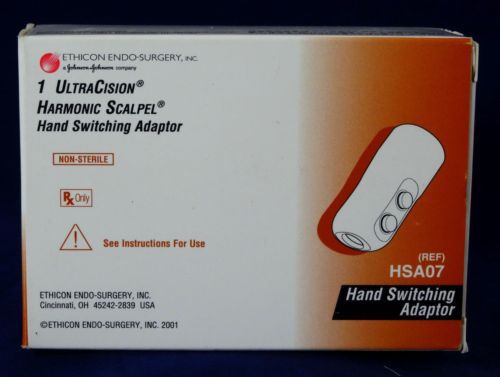 ETHICON ENDO-SURGERY, INC.
a Johnson-Johnson company
1 ULTRACISION®
HARMONIC SCALPEL®
Hand Switching Adaptor
NON-STERILE
Rx Only
See Instructions For Use
(REF)
HSA07
Hand Switching
Adaptor
ETHICON ENDO-SURGERY, INC.
Cincinnati, OH 45242-2839 USA
©ETHICON ENDO-SURGERY, INC. 2001